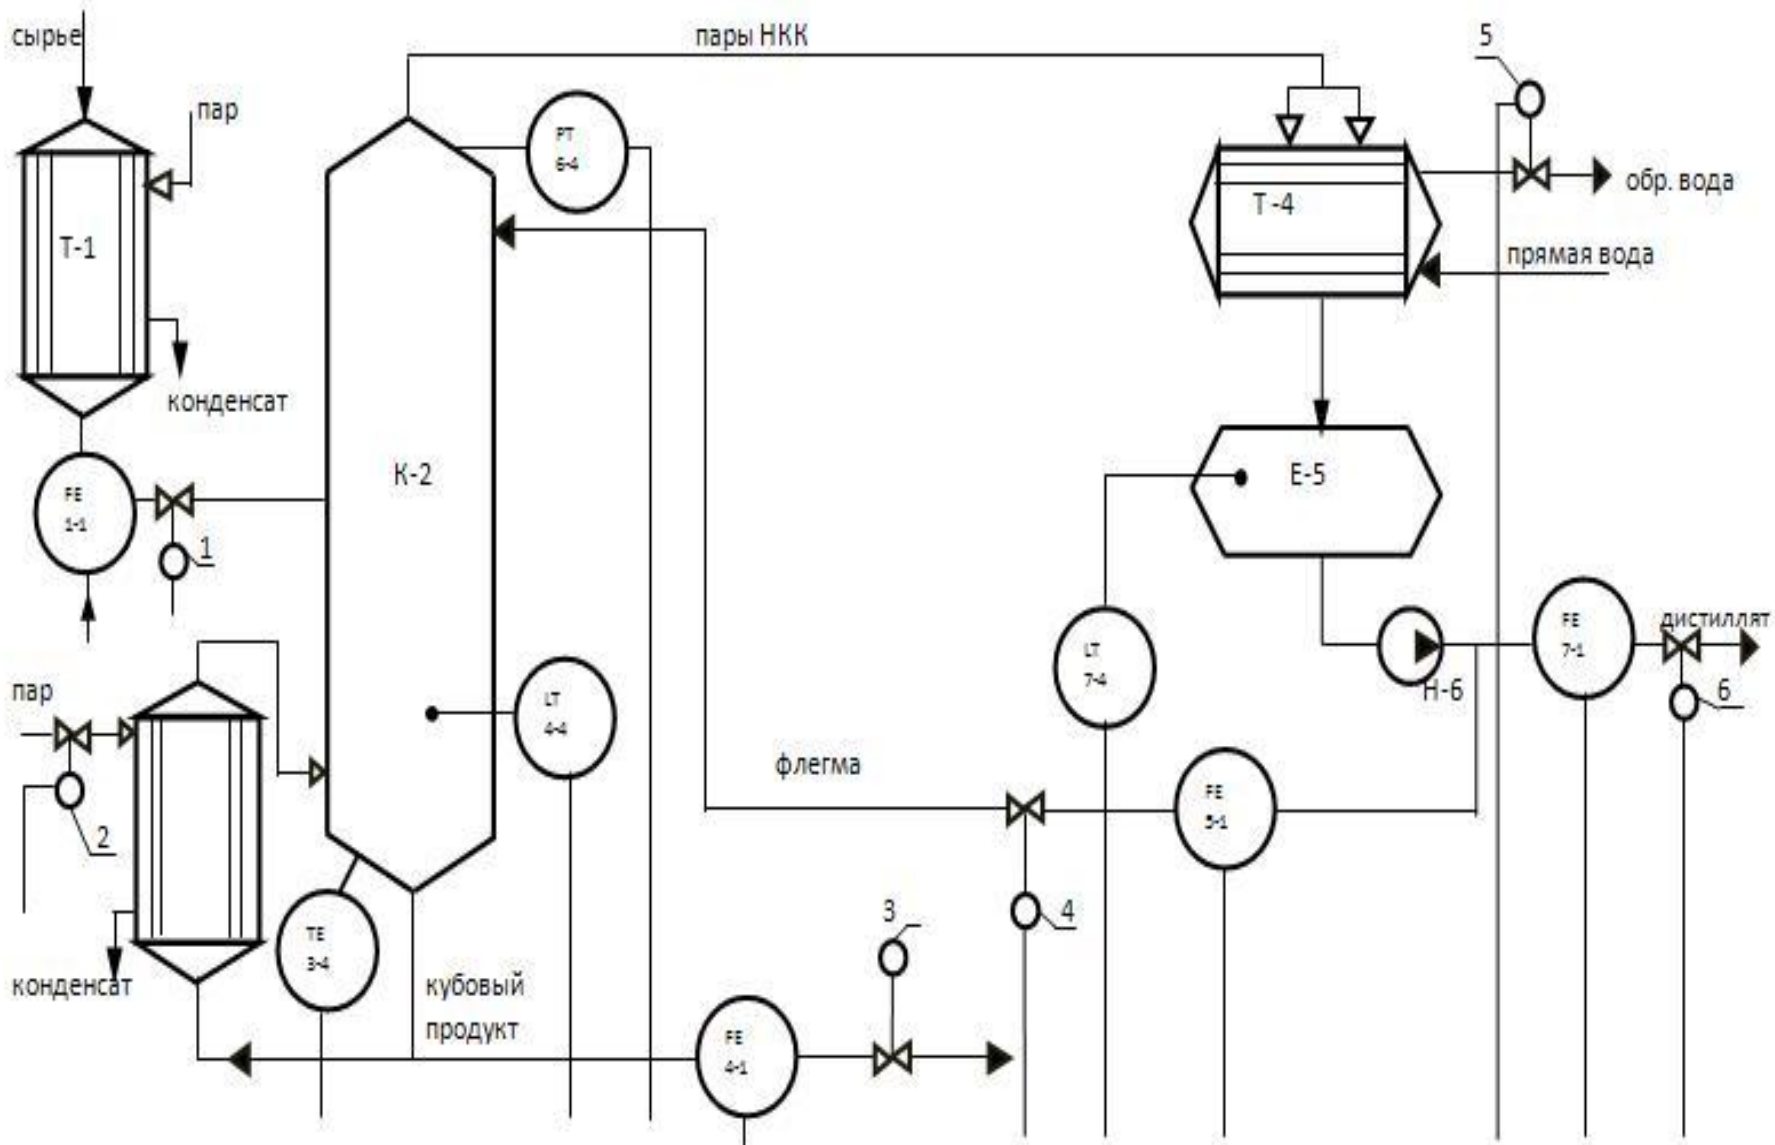 сырье
пары НКК
5
пар
PT
6-4
обр. вода
Т-4
Т-1
прямая вода
конденсат
К-2
Е-5
FE
1-1
1
FE
7-1
дистиллят
LT
7-4
Н-6
6
пар
LT
4-4
флегма
FE
5-1
2
3
4
TE
3-4
конденсат
кубовый
продукт
FE
4-1